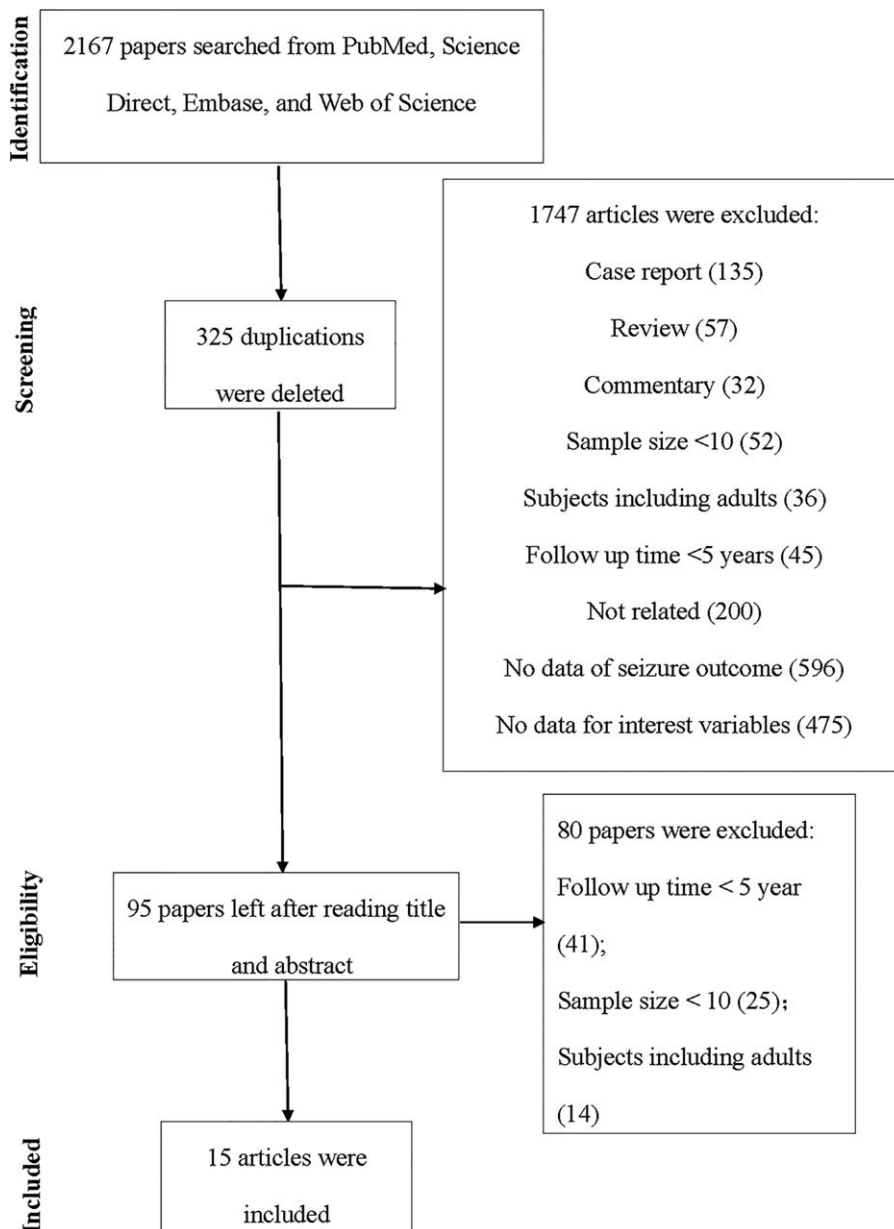 Identification
2167 papers searched from PubMed, Science
Direct, Embase, and Web of Science
Screening
325 duplications
were deleted
1747 articles were excluded:
Case report (135)
Review (57)
Commentary (32)
Sample size <10 (52)
Subjects including adults (36)
Follow up time <5 years (45)
Not related (200)
No data of seizure outcome (596)
No data for interest variables (475)
Eligibility
95 papers left after reading title
and abstract
80 papers were excluded:
Follow up time < 5 year
(41);
Sample size < 10 (25)；
Subjects including adults
(14)
Included
15 articles were
included